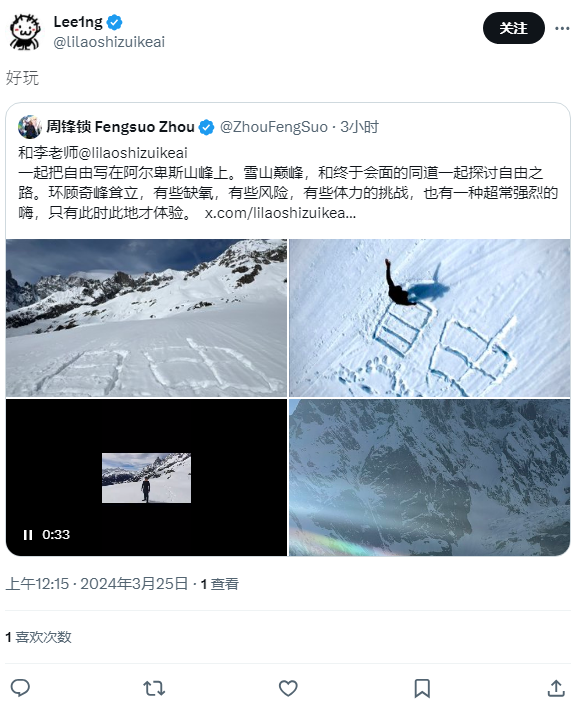 Lee1ng
@lilaoshizuikeai
关注
好玩
周锋锁 Fengsuo Zhou @ZhouFengSuo · 3小时
和李老师@lilaoshizuikeai
一起把自由写在阿尔卑斯山峰上。雪山巅峰，和终于会面的同道一起探讨自由之
路。环顾奇峰耸立，有些缺氧，有些风险，有些体力的挑战，也有一种超常强烈的
嗨，只有此时此地才体验。 x.com/lilaoshizuikea…
自由
自由
0:33
上午12:15 · 2024年3月25日 · 1 查看
1 喜欢次数